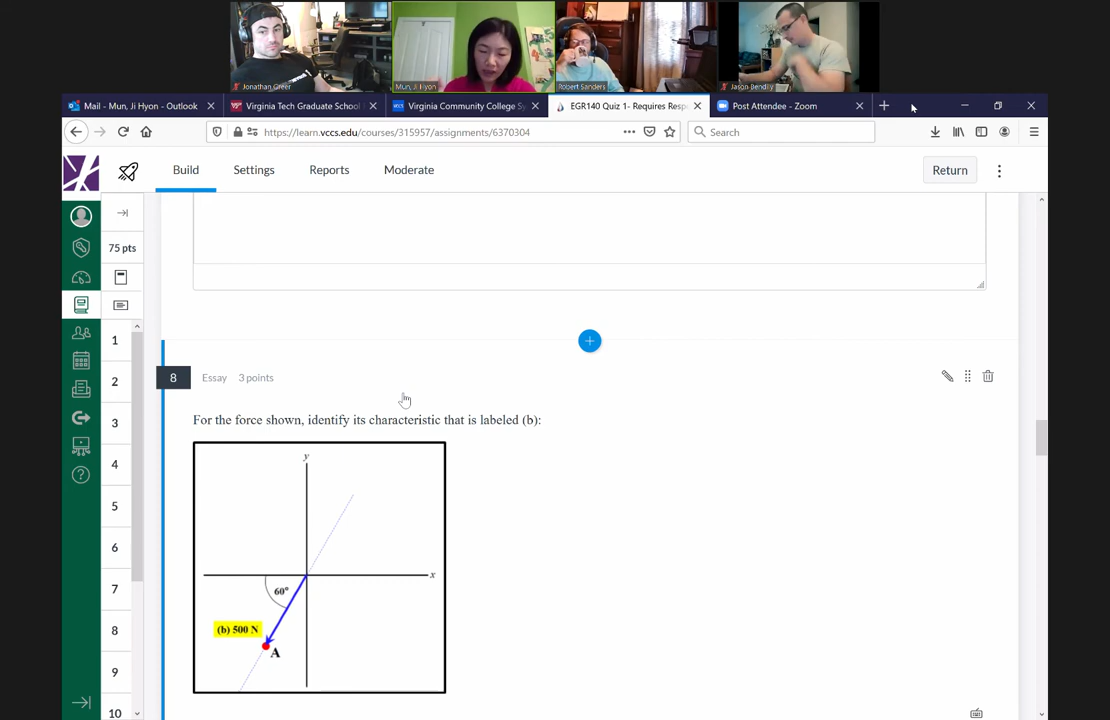 Jonathan Greer
Mun, Ji Hyon
Robert Sanders
Jason Bendily
Mail - Mun, Ji Hyon - Outlook
Virginia Tech Graduate School
Virginia Community College Sy
EGR140 Quiz 1- Requires Resp
Post Attendee - Zoom
https://learn.vccs.edu/courses/315957/assignments/6370304
Search
Build
Settings
Reports
Moderate
Return
75 pts
1
2
3
4
5
6
7
8
9
10
8
Essay
3 points
For the force shown, identify its characteristic that is labeled (b):
y
x
60°
(b) 500 N
A